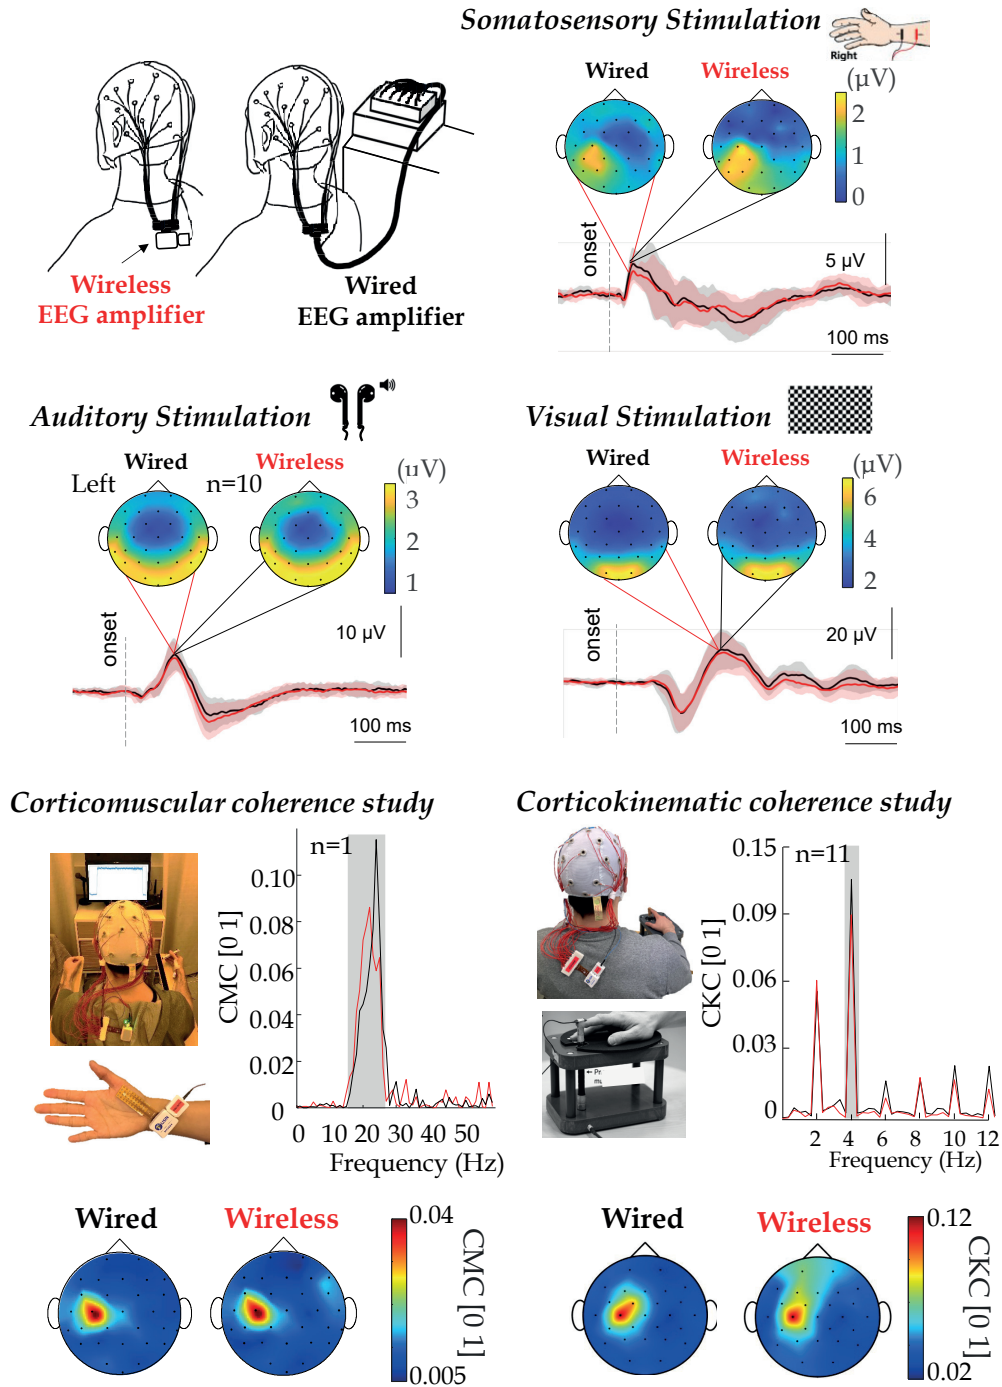 Somatosensory Stimulation
Right
Wired
Wireless
(µV)
2
1
0
onset
5 µV
100 ms
Wireless
EEG amplifier
Wired
EEG amplifier
Auditory Stimulation
Wired
Wireless
Left
n=10
(uV)
3
2
1
onset
10 µV
100 ms
Visual Stimulation
Wired
Wireless
(µV)
6
4
2
onset
20 µV
100 ms
Corticomuscular coherence study
n=1
0.10
0.08
0.06
0.04
0.02
0
CMC [0 1]
0 10 20 30 40 50
Frequency (Hz)
Wired
Wireless
0.04
CMC [0 1]
0.005
Corticokinematic coherence study
n=11
0.15
0.09
0.06
0.03
0
CKC [0 1]
2 4 6 8 10 12
Frequency (Hz)
Wired
Wireless
0.12
CKC [0 1]
0.02